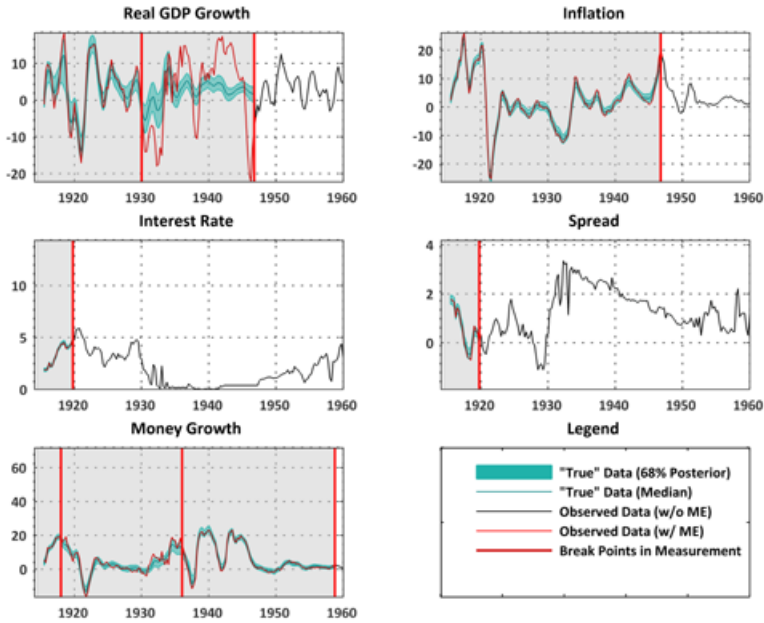 Real GDP Growth
10
0
-10
-20
1920 1930 1940 1950 1960
Inflation
20
10
0
-10
-20
1920 1930 1940 1950 1960
Interest Rate
10
5
0
1920 1930 1940 1950 1960
Spread
4
2
0
1920 1930 1940 1950 1960
Money Growth
60
40
20
0
1920 1930 1940 1950 1960
Legend
"True" Data (68% Posterior)
"True" Data (Median)
Observed Data (w/o ME)
Observed Data (w/ ME)
Break Points in Measurement